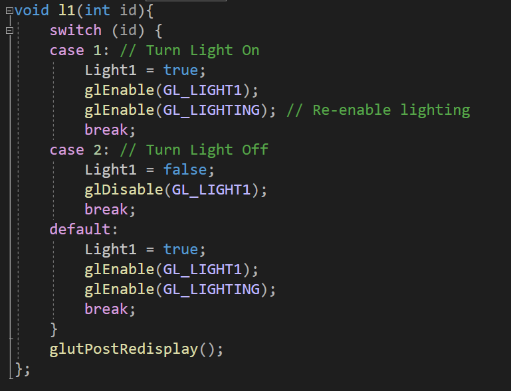 void l1(int id){
switch (id) {
case 1: // Turn Light On
Light1 = true;
glEnable(GL_LIGHT1);
glEnable(GL_LIGHTING); // Re-enable lighting
break;
case 2: // Turn Light Off
Light1 = false;
glDisable(GL_LIGHT1);
break;
default:
Light1 = true;
glEnable(GL_LIGHT1);
glEnable(GL_LIGHTING);
break;
}
glutPostRedisplay();
};